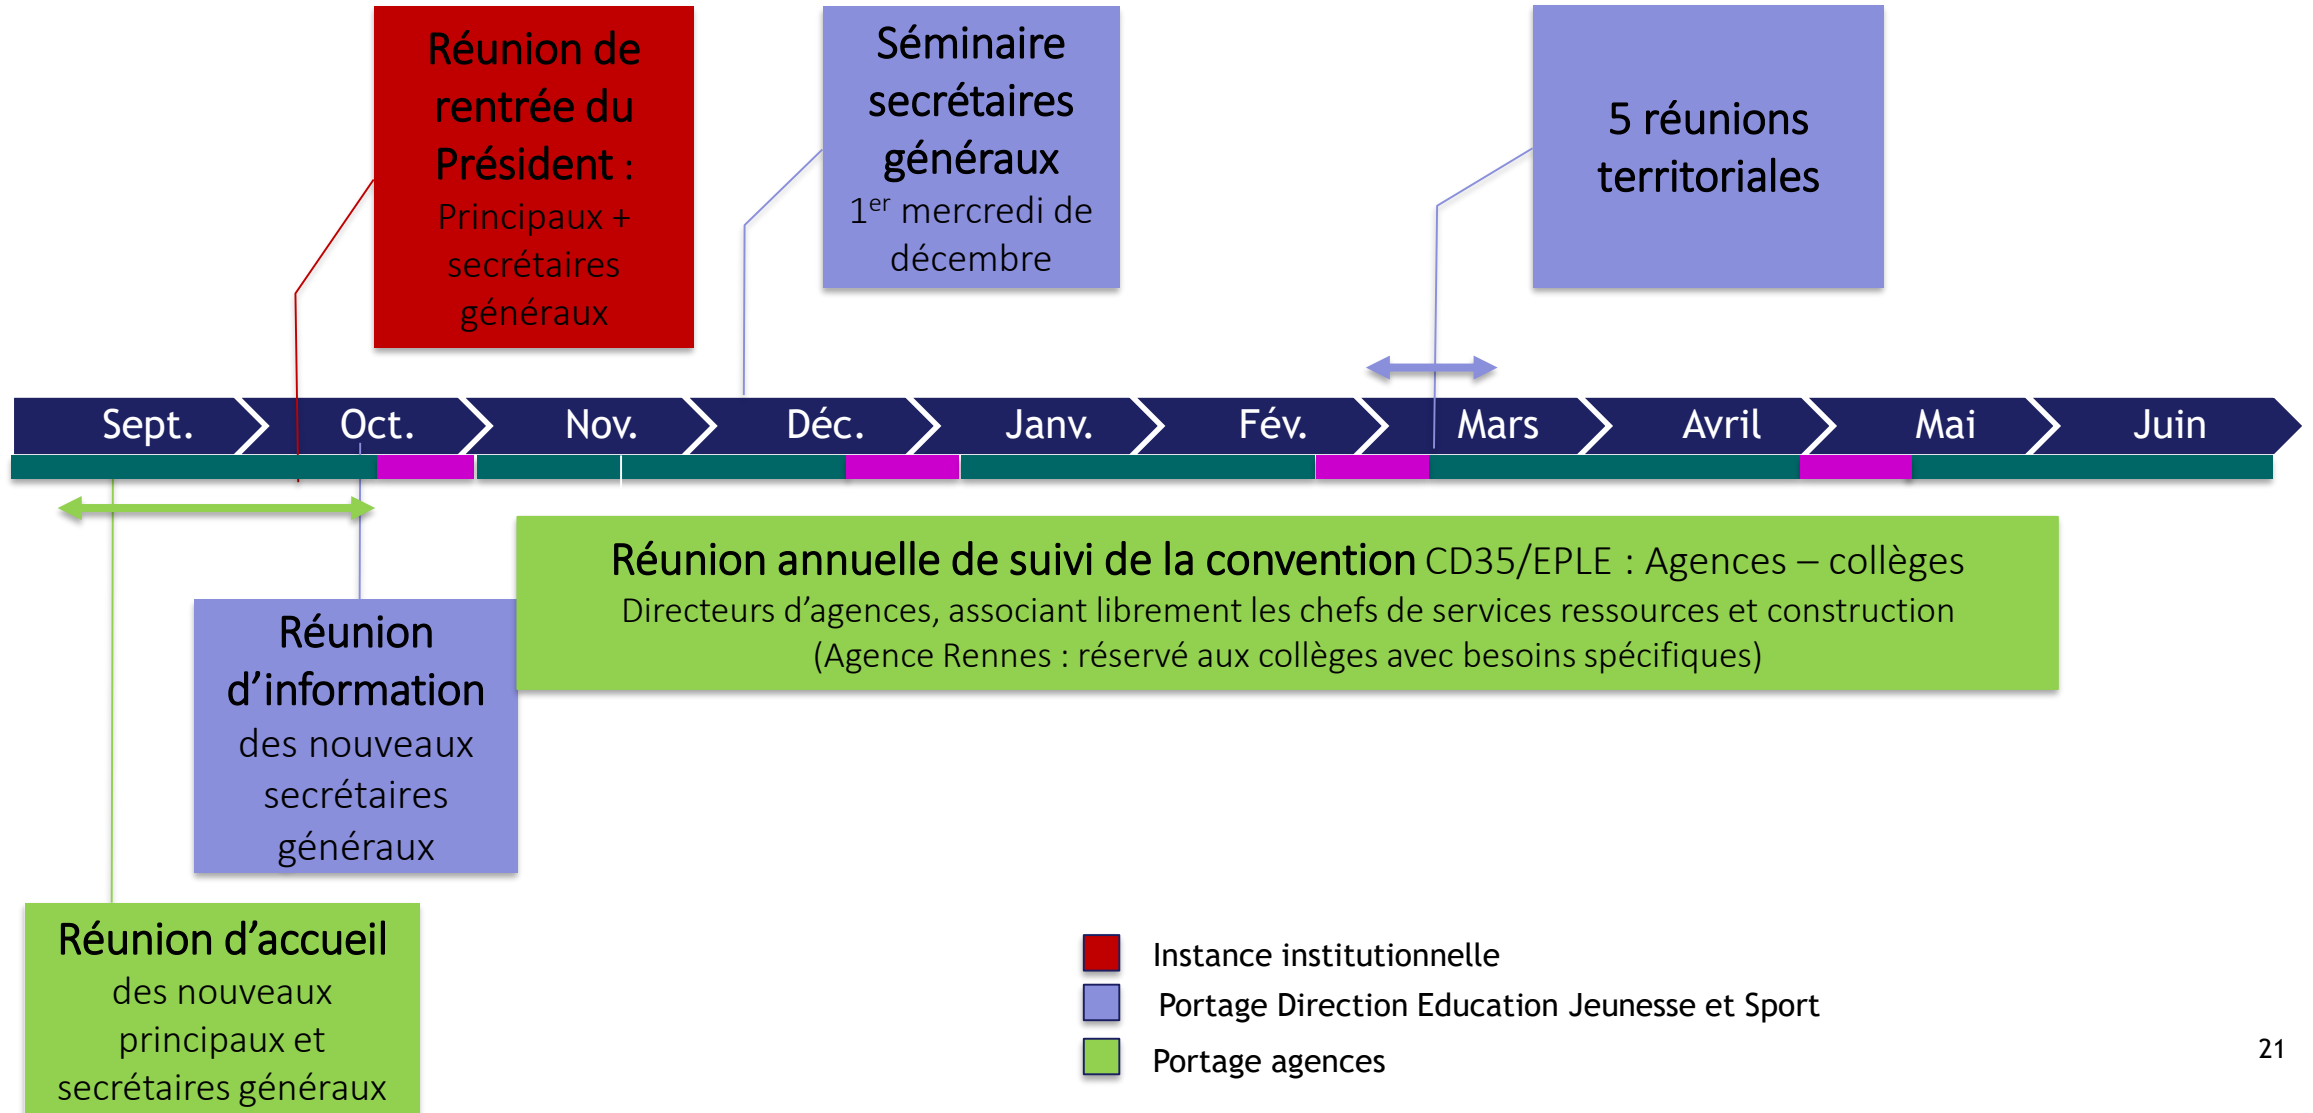 Réunion de
rentrée du
Président :
Principaux +
secrétaires
généraux
Séminaire
secrétaires
généraux
1er mercredi de
décembre
5 réunions
territoriales
Sept.
Oct.
Nov.
Déc.
Janv.
Fév.
Mars
Avril
Mai
Juin
Réunion annuelle de suivi de la convention CD35/EPLE : Agences – collèges
Directeurs d’agences, associant librement les chefs de services ressources et construction
(Agence Rennes : réservé aux collèges avec besoins spécifiques)
Réunion
d’information
des nouveaux
secrétaires
généraux
Réunion d’accueil
des nouveaux
principaux et
secrétaires généraux
Instance institutionnelle
Portage Direction Education Jeunesse et Sport
Portage agences
21